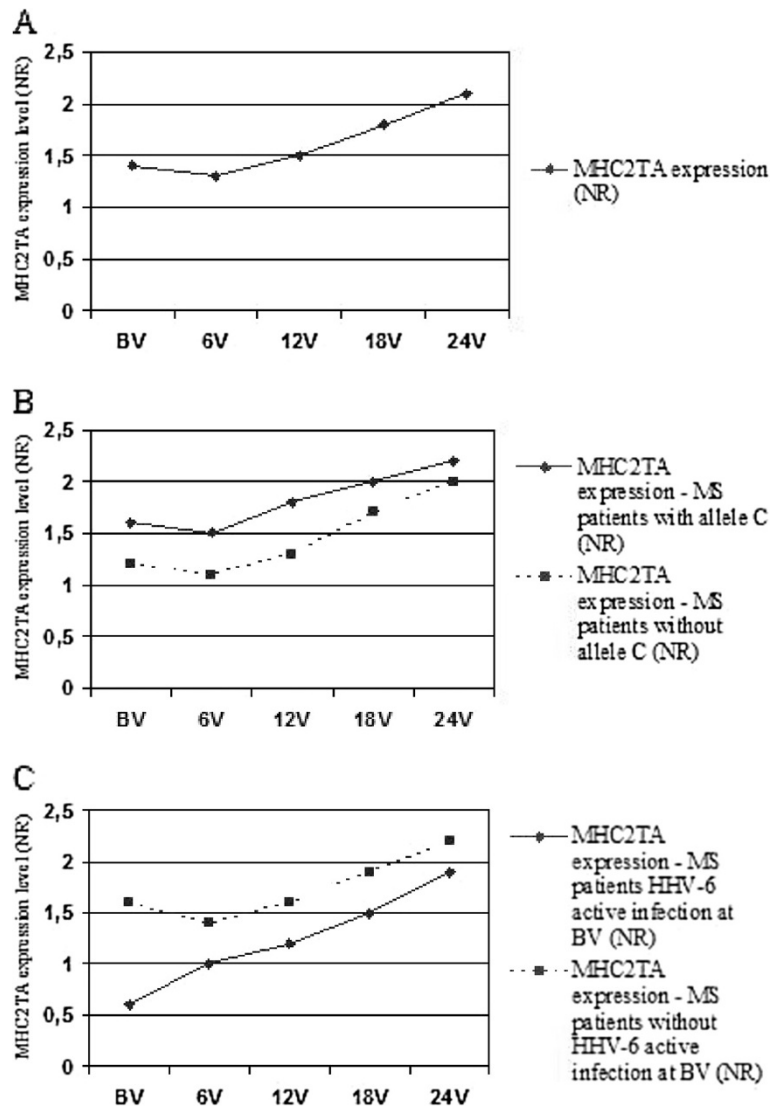 A
MHC2TA expression level (NR)
2,5
2
1,5
1
0,5
0
BV 6V 12V 18V 24V
MHC2TA expression
(NR)
B
MHC2TA expression level (NR)
2,5
2
1,5
1
0,5
0
BV 6V 12V 18V 24V
MHC2TA
expression - MS
patients with allele C
(NR)
MHC2TA
expression - MS
patients without
allele C (NR)
C
MHC2TA expression level (NR)
2,5
2
1,5
1
0,5
0
BV 6V 12V 18V 24V
MHC2TA
expression - MS
patients HHV-6
active infection at
BV (NR)
MHC2TA
expression - MS
patients without
HHV-6 active
infection at BV (NR)